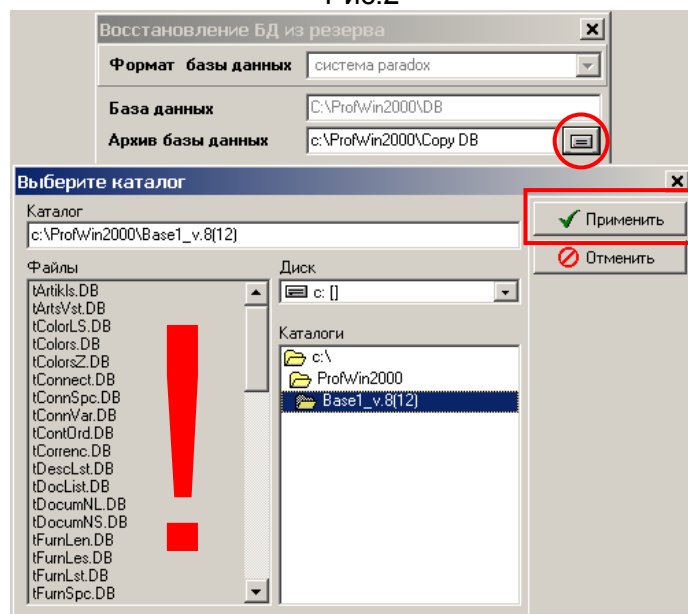 Рис.2
Восстановление БД из резерва
Формат базы данных система paradox
База данных C:\ProfWin2000\DB
Архив базы данных c:\ProfWin2000\Copy DB
Выберите каталог
Каталог
c:\ProfWin2000\Base1_v.8(12)
Применить
Отменить
Файлы
tArtikls.DB
tArtsVst.DB
tColorLS.DB
tColors.DB
tColorsZ.DB
tConnect.DB
tConnSpc.DB
tConnVar.DB
tContOrd.DB
tCorrenc.DB
tDescLst.DB
tDocList.DB
tDocumNL.DB
tDocumNS.DB
tFurnLen.DB
tFurnLes.DB
tFurnLst.DB
tFurnSpc.DB
!
Диск
c: []
Каталоги
c:\
ProfWin2000
Base1_v.8(12)